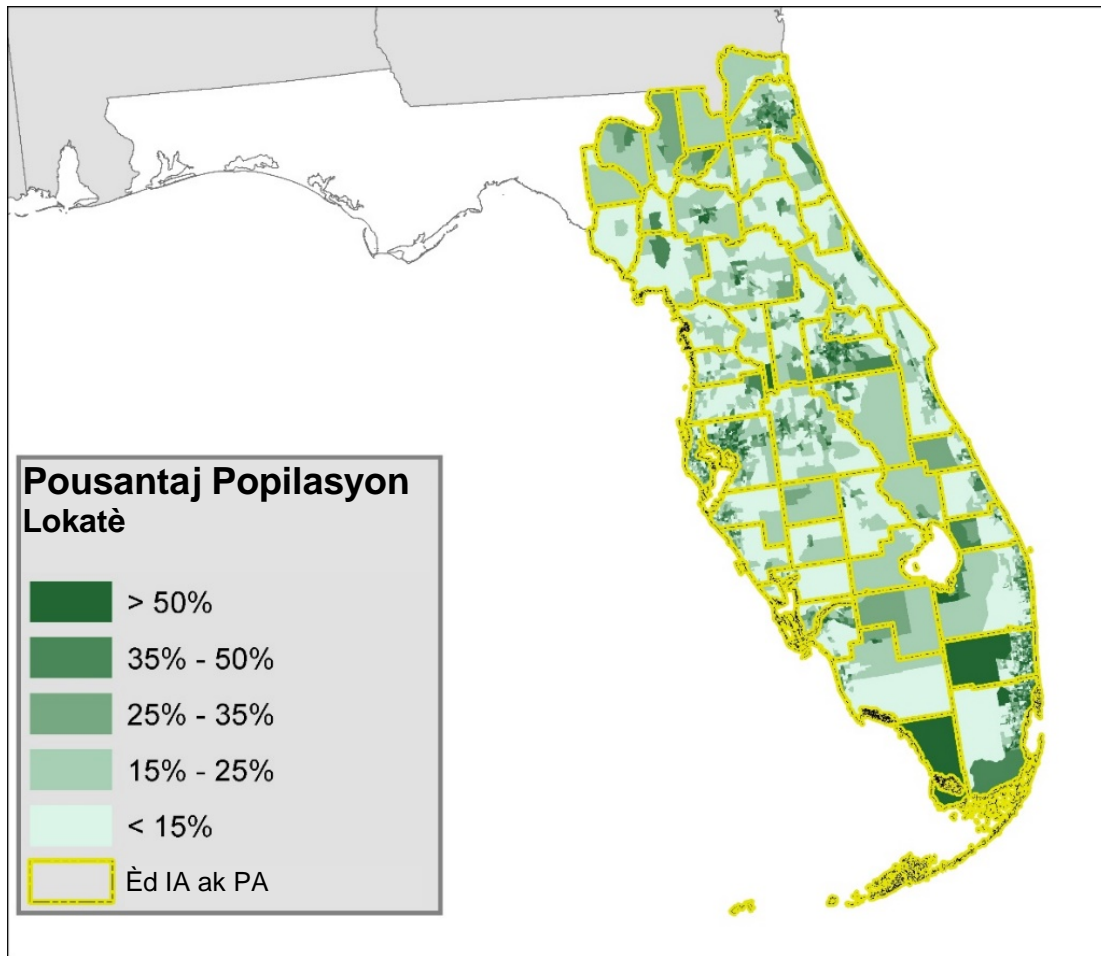 Pousantaj Popilasyon
Lokatè
> 50%
35% - 50%
25% - 35%
15% - 25%
< 15%
Èd IA ak PA